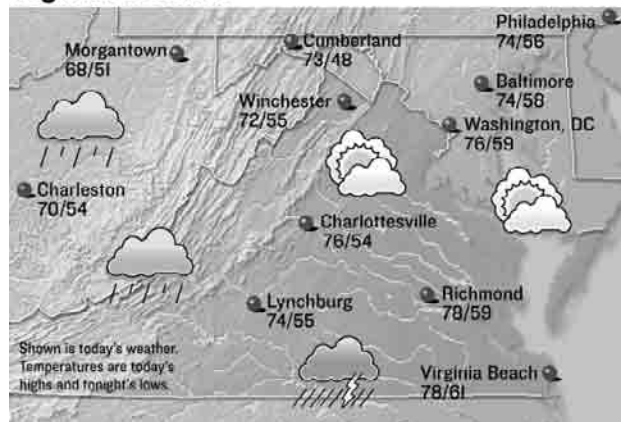 Philadelphia
74/56
Morgantown
68/51
Cumberland
73/48
Baltimore
74/58
Winchester
72/55
Washington, DC
76/59
Charleston
70/54
Charlottesville
76/54
Lynchburg
74/55
Richmond
78/59
Shown is today's weather.
Temperatures are today's
highs and tonight's lows.
Virginia Beach
78/61